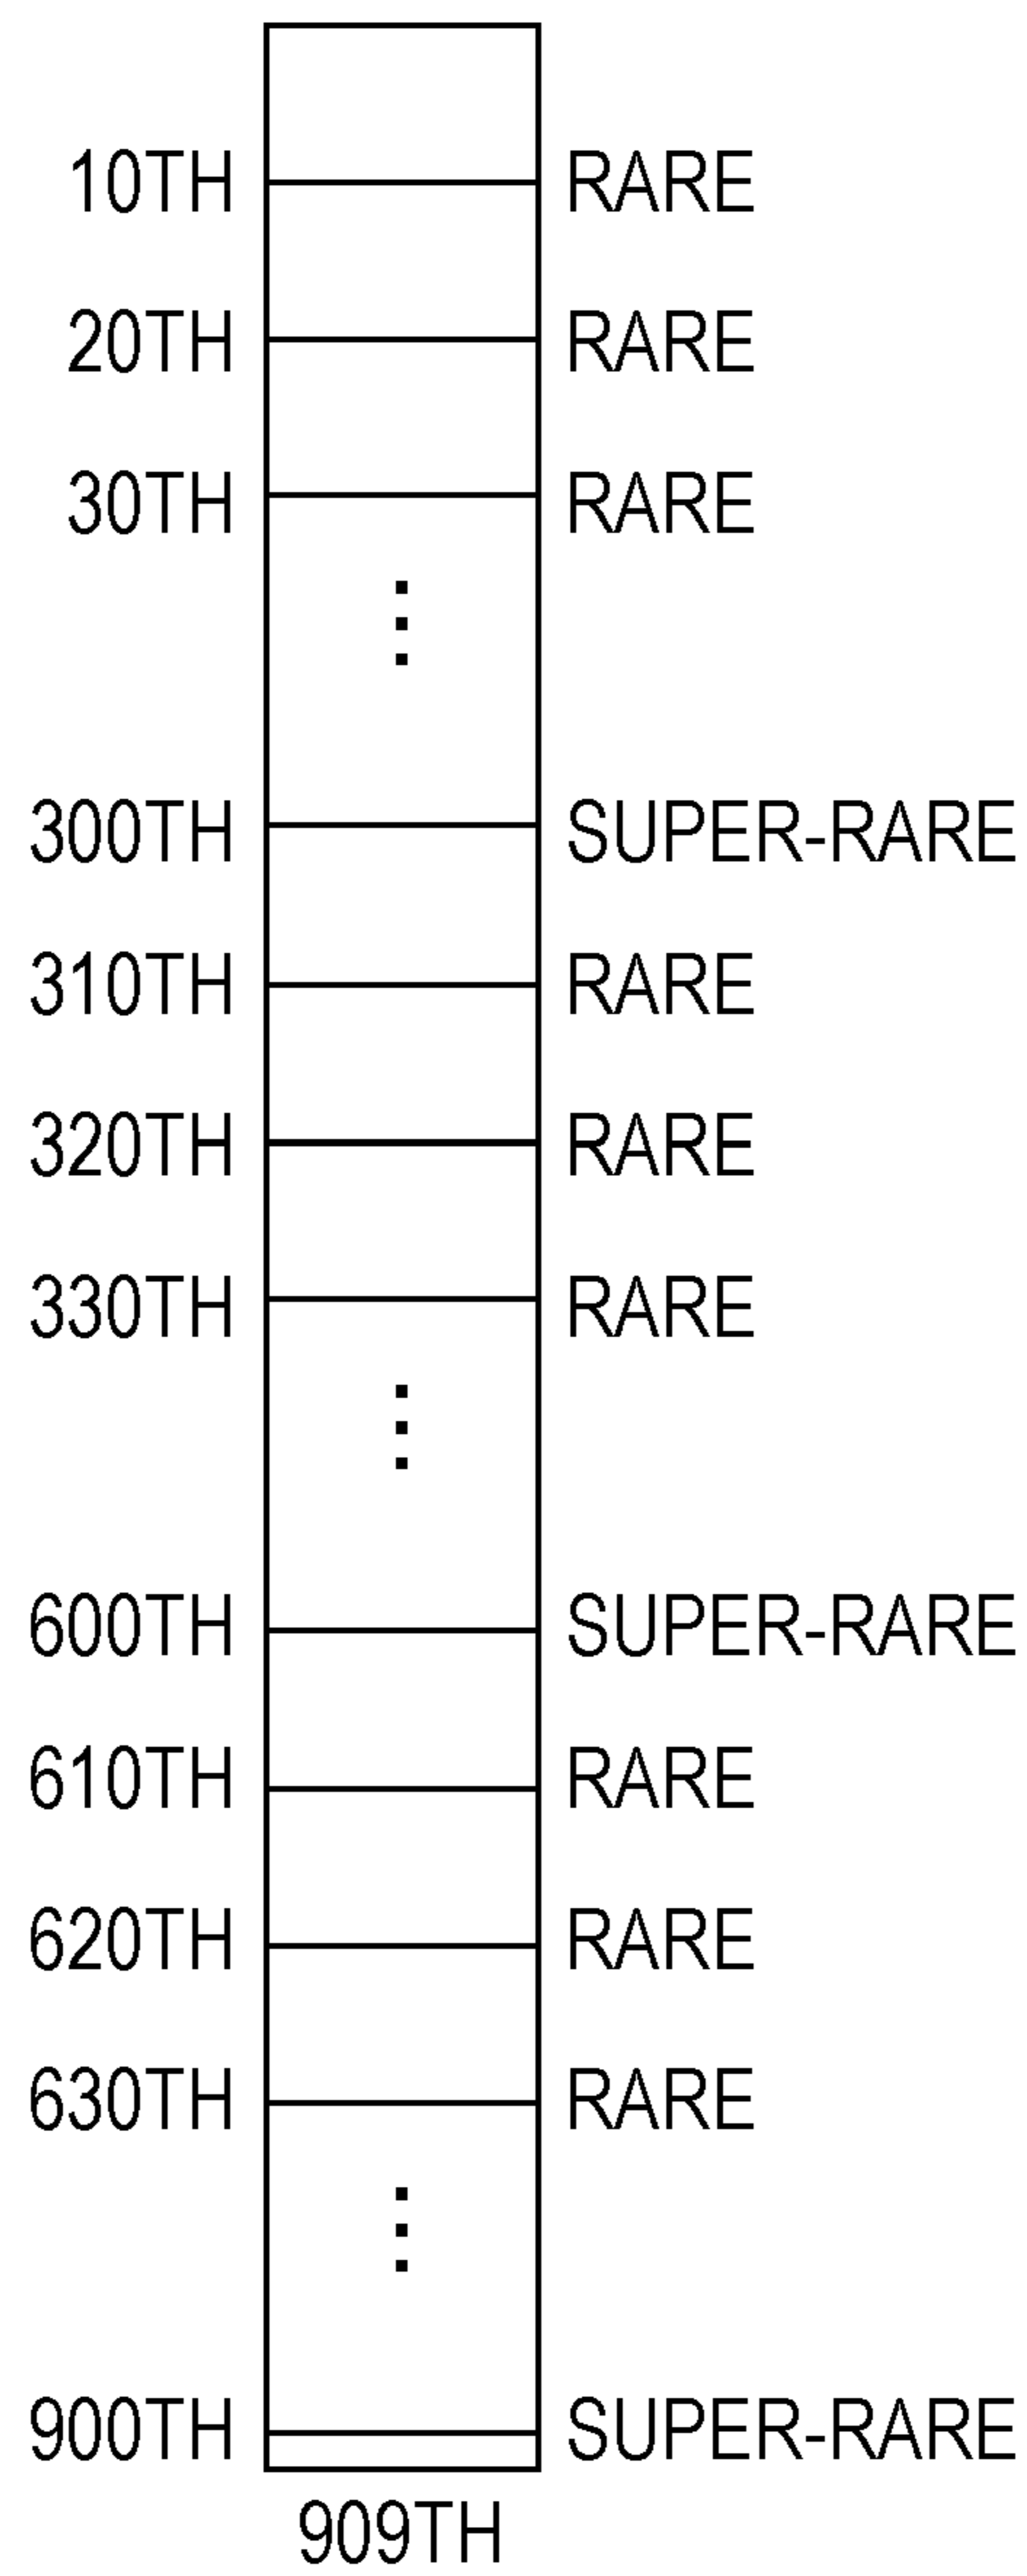 10TH RARE
20TH RARE
30TH RARE
300TH SUPER-RARE
310TH RARE
320TH RARE
330TH RARE
600TH SUPER-RARE
610TH RARE
620TH RARE
630TH RARE
900TH SUPER-RARE
909TH